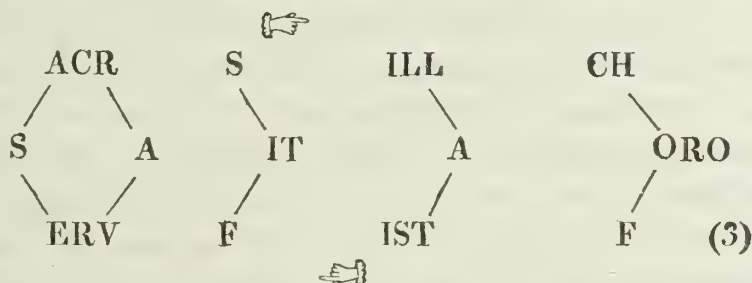 ACR S ILL CH
S A IT A ORO
ERV F IST F (3)